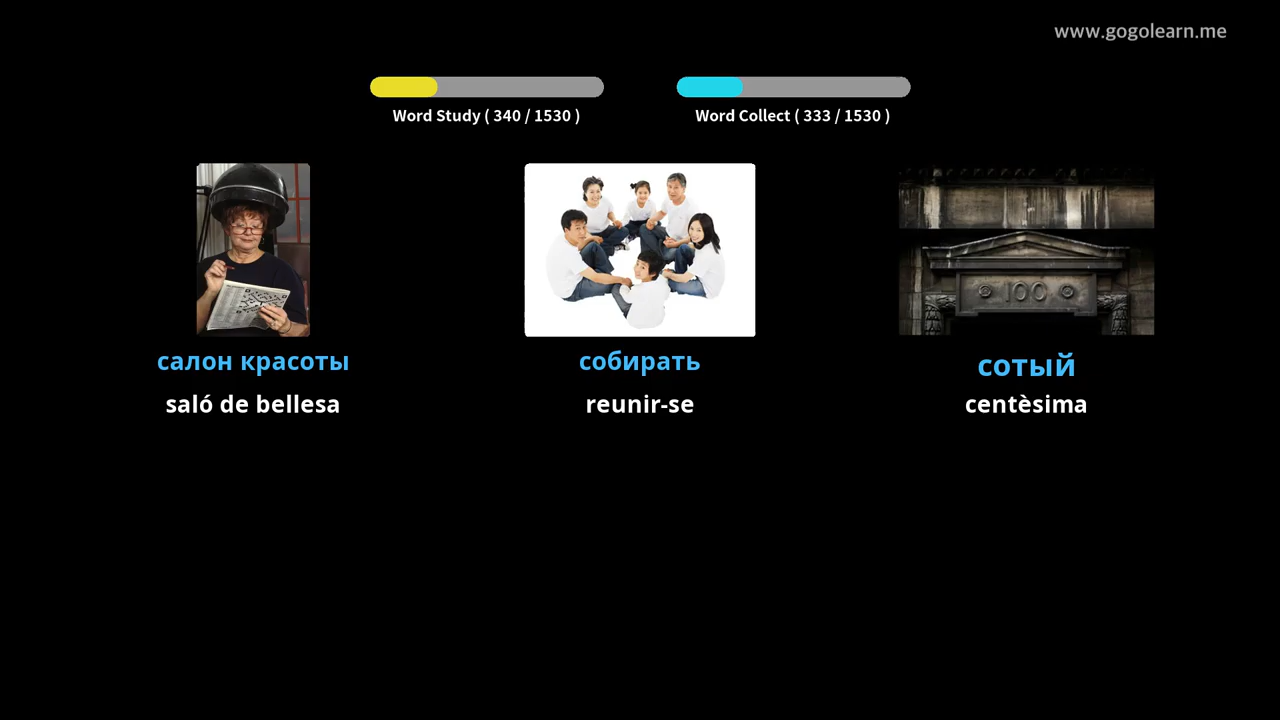 www.gogolearn.me
Word Study ( 340 / 1530 )
Word Collect ( 333 / 1530 )
100
салон красоты
собирать
сотый
saló de bellesa
reunir-se
centèsima